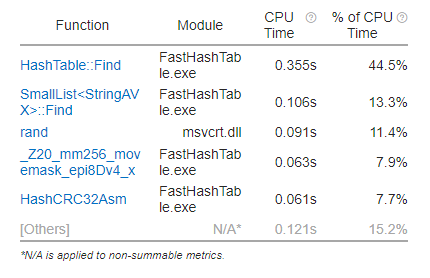 Function Module CPU Time % of CPU Time
HashTable::Find FastHashTable.exe 0.355s 44.5%
SmallList<StringAVX>::Find FastHashTable.exe 0.106s 13.3%
rand msvcrt.dll 0.091s 11.4%
_Z20_mm256_movemask_epi8Dv4_x FastHashTable.exe 0.063s 7.9%
HashCRC32Asm FastHashTable.exe 0.061s 7.7%
[Others] N/A* 0.121s 15.2%
*N/A is applied to non-summable metrics.